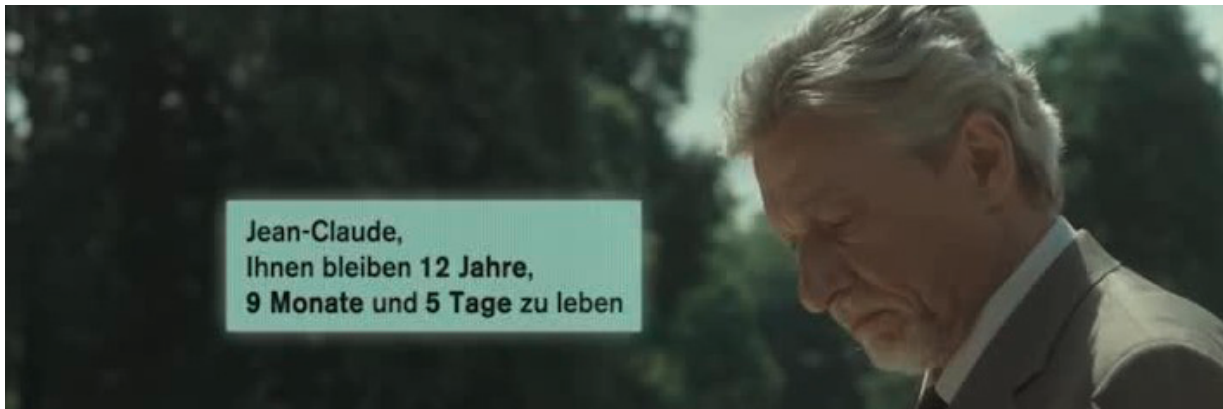 Jean-Claude,
Ihnen bleiben 12 Jahre,
9 Monate und 5 Tage zu leben